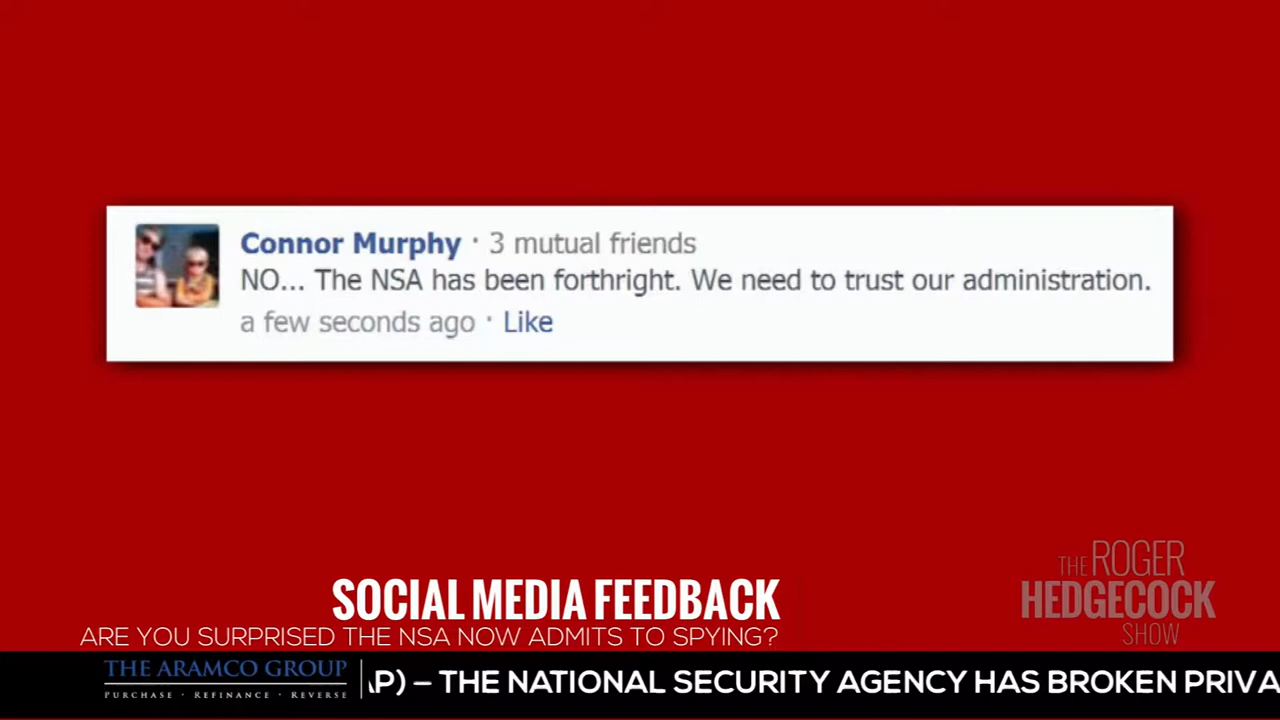 Connor Murphy · 3 mutual friends
NO... The NSA has been forthright. We need to trust our administration.
a few seconds ago · Like
THE ROGER
HEDGECOCK
SHOW
SOCIAL MEDIA FEEDBACK
ARE YOU SURPRISED THE NSA NOW ADMITS TO SPYING?
THE ARAMCO GROUP
PURCHASE · REFINANCE · REVERSE
AP) – THE NATIONAL SECURITY AGENCY HAS BROKEN PRIVA